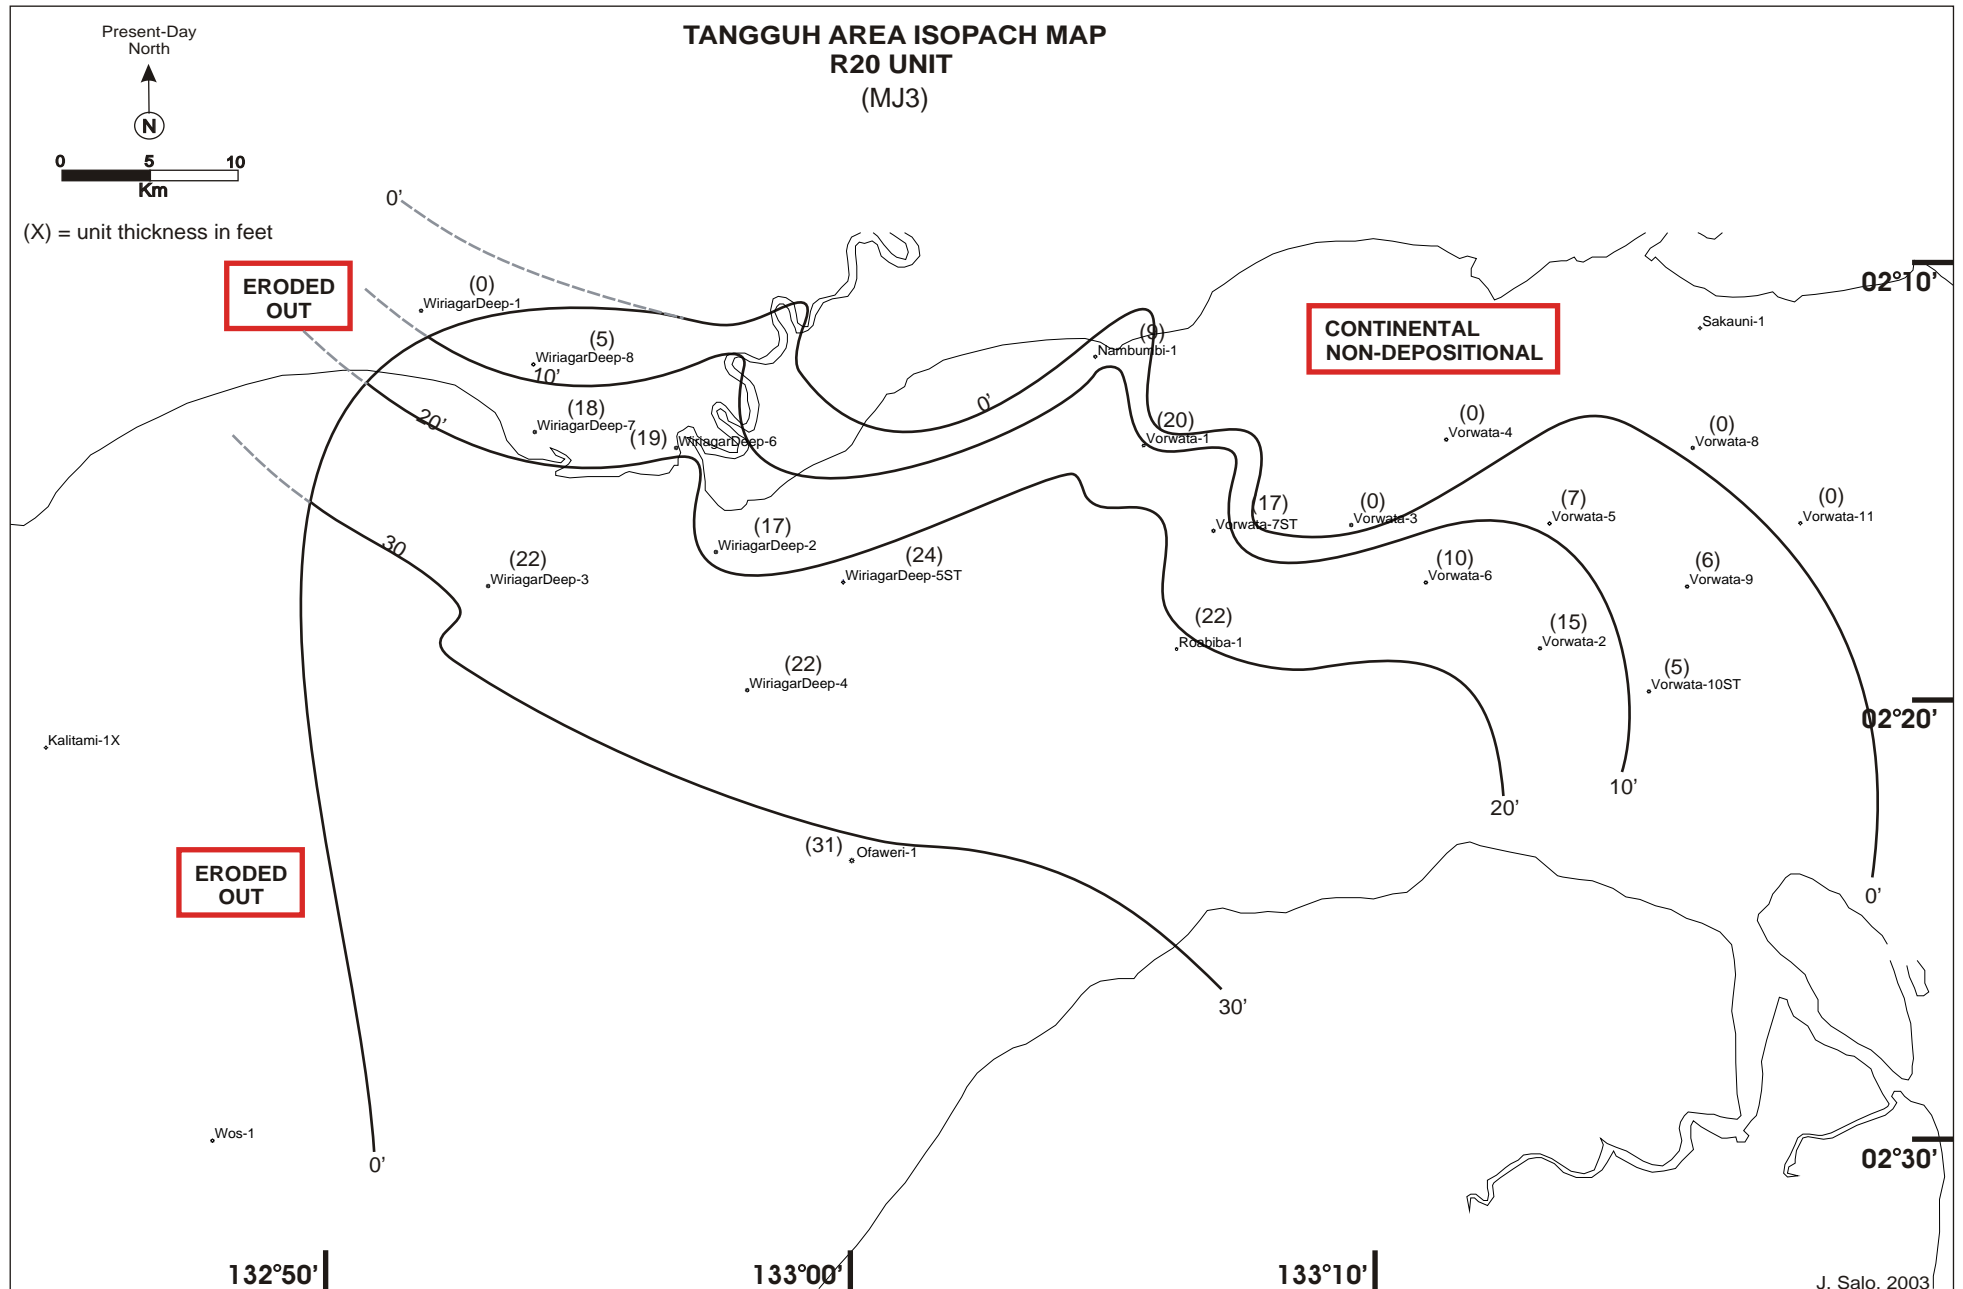 TANGGUH AREA ISOPACH MAP
R20 UNIT
(MJ3)
Present-Day
North
N
0 5 10
Km
(X) = unit thickness in feet
0'
ERODED
OUT
(0)
WiriagarDeep-1
(5)
WiriagarDeep-8
10'
20'
(18)
WiriagarDeep-7
(19)
WiriagarDeep-6
30
(22)
WiriagarDeep-3
(17)
WiriagarDeep-2
(24)
WiriagarDeep-5ST
(22)
WiriagarDeep-4
0'
(9)
Nambumbi-1
CONTINENTAL
NON-DEPOSITIONAL
Sakauni-1
02°10'
(20)
Vorwata-1
(0)
Vorwata-4
(0)
Vorwata-8
(17)
Vorwata-7ST
(0)
Vorwata-3
(7)
Vorwata-5
(0)
Vorwata-11
(10)
Vorwata-6
(6)
Vorwata-9
(22)
Roabiba-1
(15)
Vorwata-2
(5)
Vorwata-10ST
02°20'
Kalitami-1X
10'
20'
(31)
Ofaweri-1
ERODED
OUT
0'
30'
Wos-1
0'
02°30'
132°50'
133°00'
133°10'
J. Salo, 2003